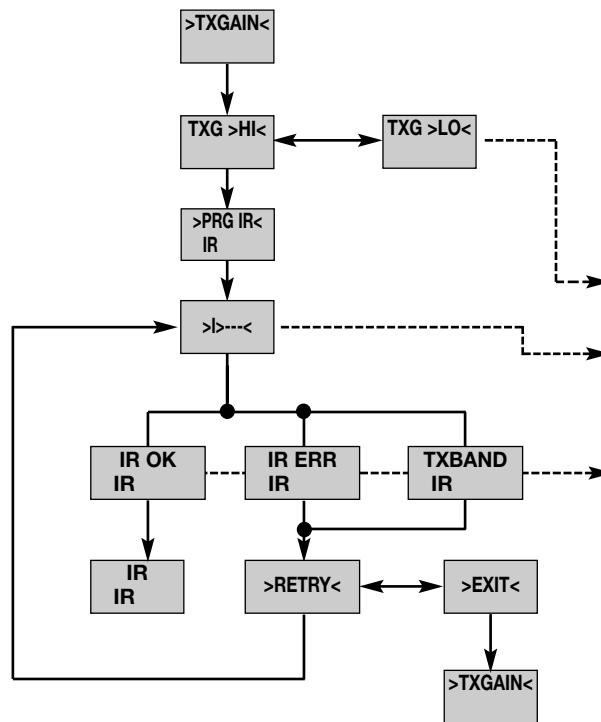 >TXGAIN<
TXG >HI<
TXG >LO<
>PRG IR<
IR
>I>---<
IR OK
IR
IR ERR
IR
TXBAND
IR
IR
IR
>RETRY<
>EXIT<
>TXGAIN<